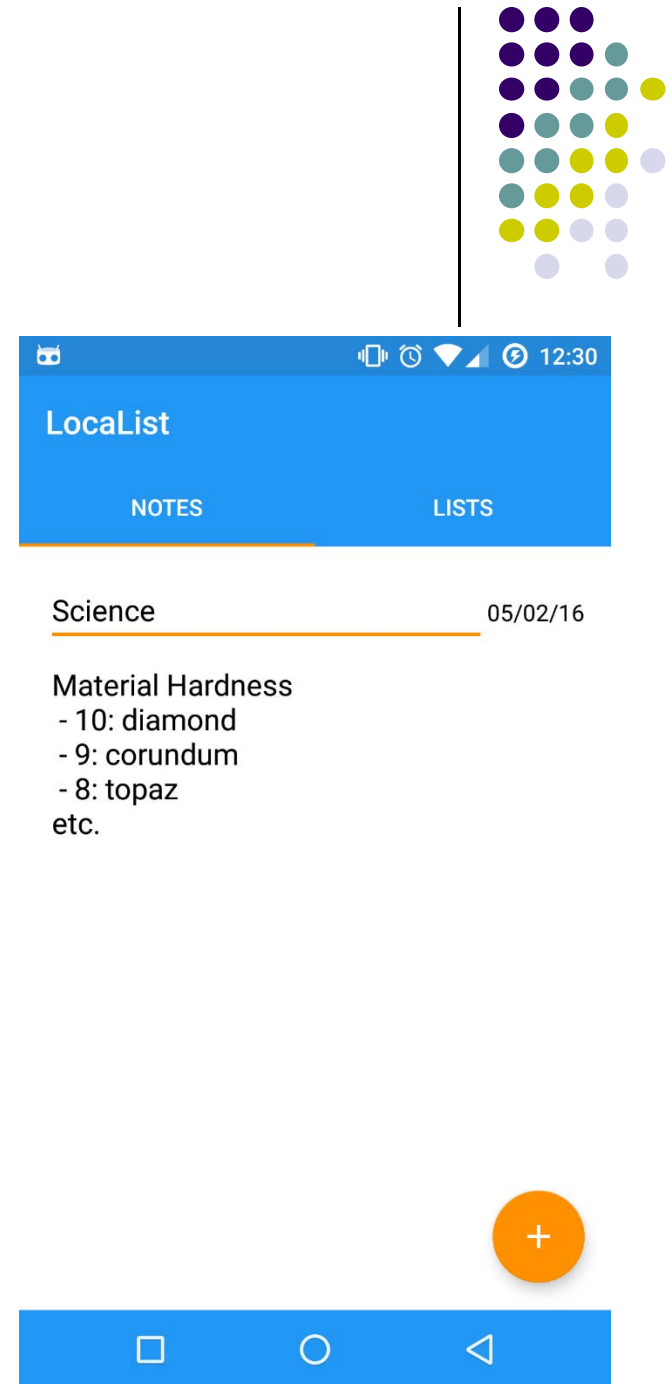 12:30
LocaList
NOTES LISTS
Science 05/02/16
Material Hardness
- 10: diamond
- 9: corundum
- 8: topaz
etc.
+